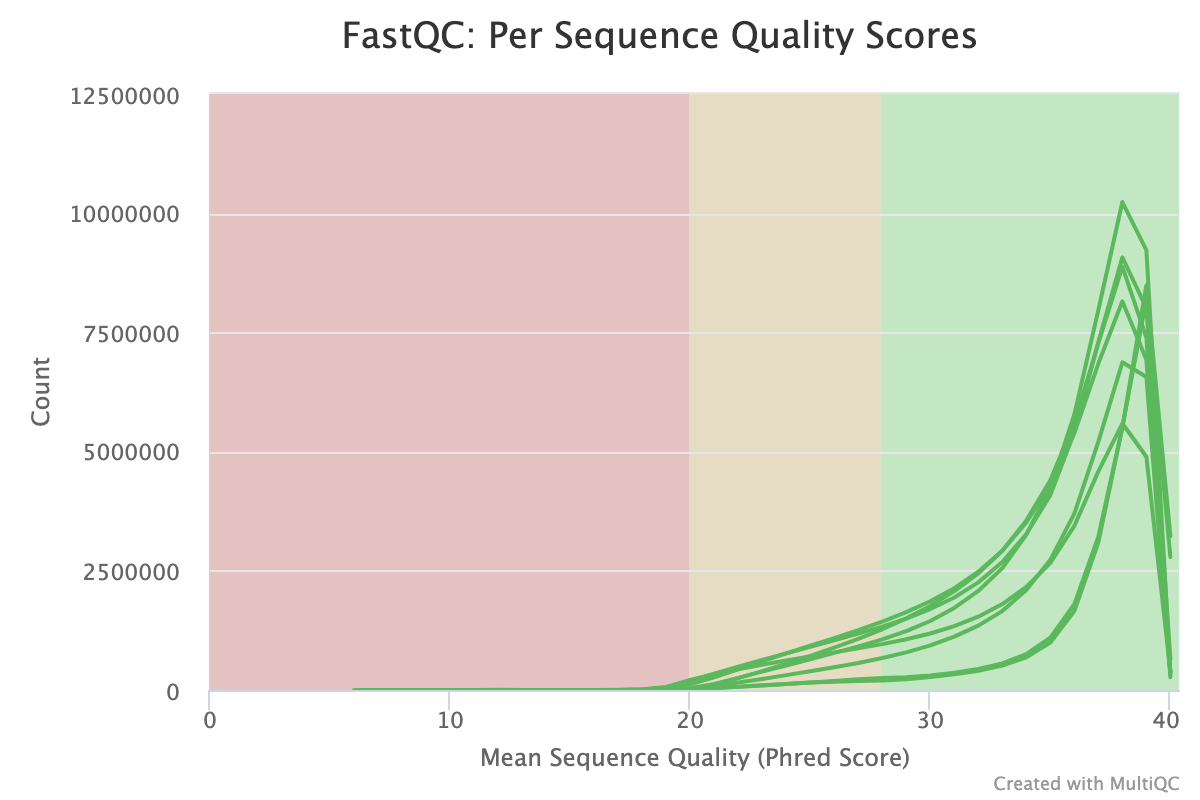 FastQC: Per Sequence Quality Scores
12500000
10000000
7500000
5000000
2500000
0
Count
0 10 20 30 40
Mean Sequence Quality (Phred Score)
Created with MultiQC